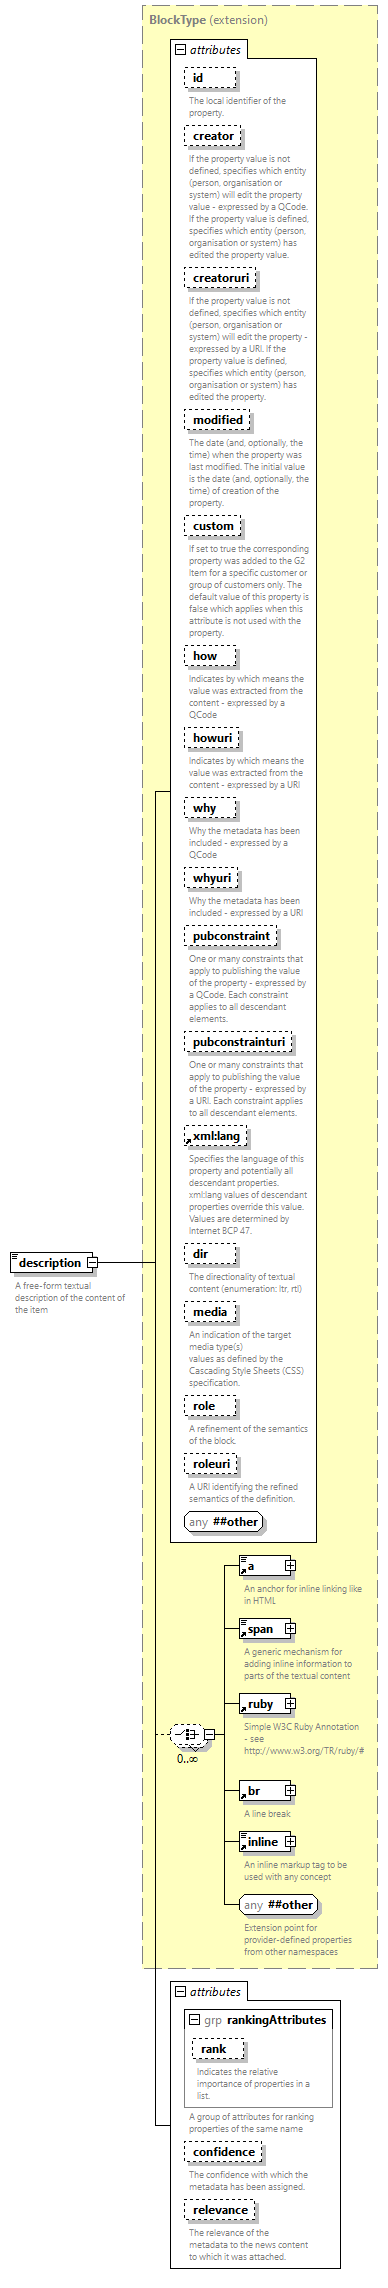 BlockType (extension)
attributes
id
The local identifier of the
property.
creator
If the property value is not
defined, specifies which entity
(person, organisation or
system) will edit the property
value - expressed by a QCode.
If the property value is defined,
specifies which entity (person,
organisation or system) has
edited the property value.
creatoruri
If the property value is not
defined, specifies which entity
(person, organisation or
system) will edit the property -
expressed by a URI. If the
property value is defined,
specifies which entity (person,
organisation or system) has
edited the property.
modified
The date (and, optionally, the
time) when the property was
last modified. The initial value
is the date (and, optionally, the
time) of creation of the
property.
custom
If set to true the corresponding
property was added to the G2
Item for a specific customer or
group of customers only. The
default value of this property is
false which applies when this
attribute is not used with the
property.
how
Indicates by which means the
value was extracted from the
content - expressed by a
QCode
howuri
Indicates by which means the
value was extracted from the
content - expressed by a URI
why
Why the metadata has been
included - expressed by a
QCode
whyuri
Why the metadata has been
included - expressed by a URI
pubconstraint
One or many constraints that
apply to publishing the value
of the property - expressed by
a QCode. Each constraint
applies to all descendant
elements.
pubconstrainturi
One or many constraints that
apply to publishing the value
of the property - expressed by
a URI. Each constraint applies
to all descendant elements.
xml:lang
Specifies the language of this
property and potentially all
descendant properties.
xml:lang values of descendant
properties override this value.
Values are determined by
Internet BCP 47.
dir
The directionality of textual
content (enumeration: ltr, rtl)
description
A free-form textual
description of the content of
the item
media
An indication of the target
media type(s)
values as defined by the
Cascading Style Sheets (CSS)
specification.
role
A refinement of the semantics
of the block.
roleuri
A URI identifying the refined
semantics of the definition.
any ##other
a
An anchor for inline linking like
in HTML
span
A generic mechanism for
adding inline information to
parts of the textual content
ruby
Simple W3C Ruby Annotation
- see
http://www.w3.org/TR/ruby/#
0..∞
br
A line break
inline
An inline markup tag to be
used with any concept
any ##other
Extension point for
provider-defined properties
from other namespaces
attributes
grp rankingAttributes
rank
Indicates the relative
importance of properties in a
list.
A group of attributes for ranking
properties of the same name
confidence
The confidence with which the
metadata has been assigned.
relevance
The relevance of the
metadata to the news content
to which it was attached.